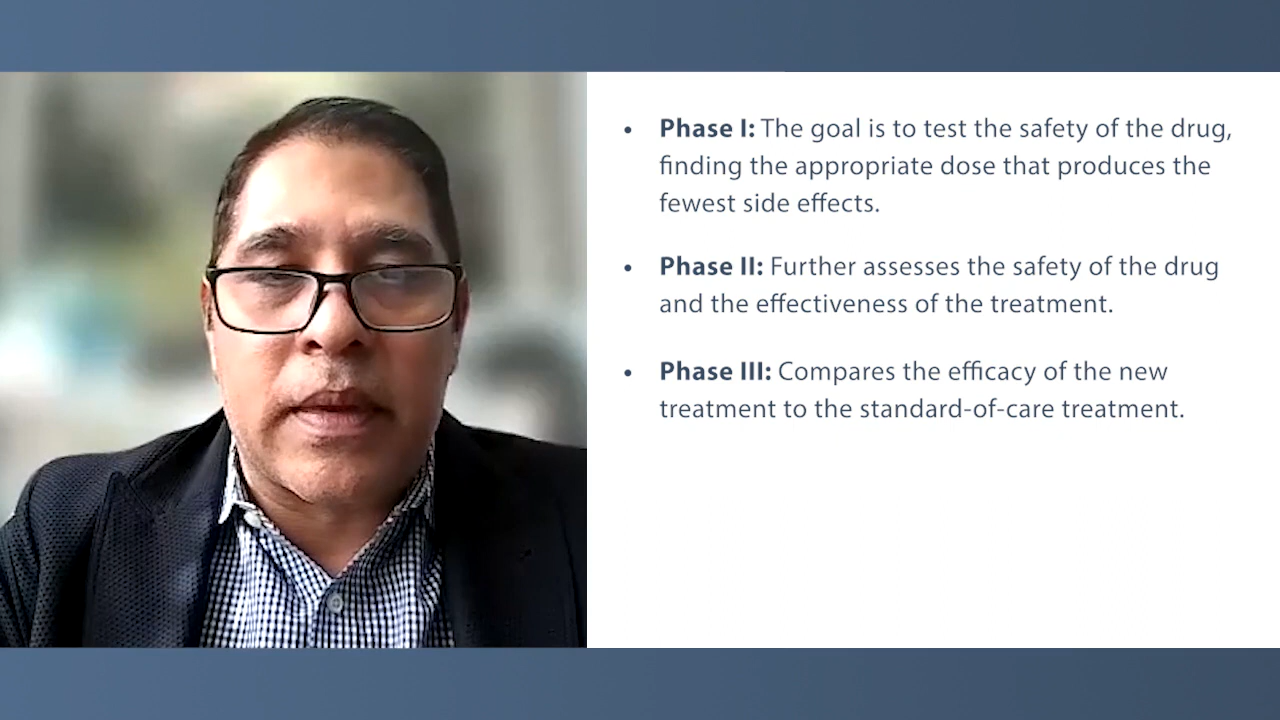 • Phase I: The goal is to test the safety of the drug,
finding the appropriate dose that produces the
fewest side effects.
• Phase II: Further assesses the safety of the drug
and the effectiveness of the treatment.
• Phase III: Compares the efficacy of the new
treatment to the standard-of-care treatment.